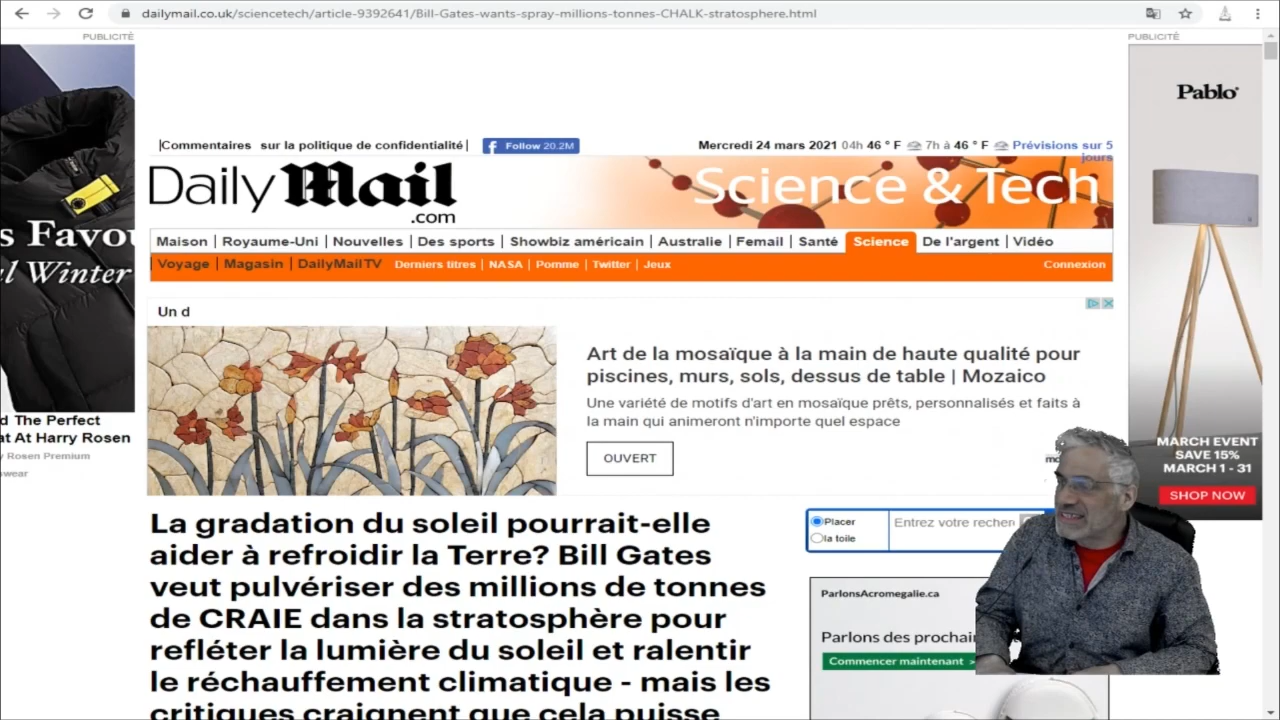 dailymail.co.uk/sciencetech/article-9392641/Bill-Gates-wants-spray-millions-tonnes-CHALK-stratosphere.html
PUBLICITÉ
PUBLICITÉ
Commentaires sur la politique de confidentialité
Follow 20.2M
Mercredi 24 mars 2021 04h 46 ° F 7h à 46 ° F Prévisions sur 5
jours
Daily Mail
.com
Science & Tech
Maison Royaume-Uni Nouvelles Des sports Showbiz américain Australie Femail Santé Science De l'argent Vidéo
Voyage Magasin DailyMailTV Derniers titres NASA Pomme Twitter Jeux Connexion
Pablo
s Favou
l Winter
d The Perfect
at At Harry Rosen
y Rosen Premium
swear
Un d
Art de la mosaïque à la main de haute qualité pour
piscines, murs, sols, dessus de table | Mozaico
Une variété de motifs d'art en mosaïque prêts, personnalisés et faits à
la main qui animeront n'importe quel espace
OUVERT
MARCH EVENT
SAVE 15%
MARCH 1 - 31
SHOP NOW
La gradation du soleil pourrait-elle
aider à refroidir la Terre? Bill Gates
veut pulvériser des millions de tonnes
de CRAIE dans la stratosphère pour
refléter la lumière du soleil et ralentir
le réchauffement climatique - mais les
critiques craignent que cela puisse
Placer
la toile
Entrez votre recher
ParlonsAcromegalie.ca
Parlons des prochai
Commencer maintenant >